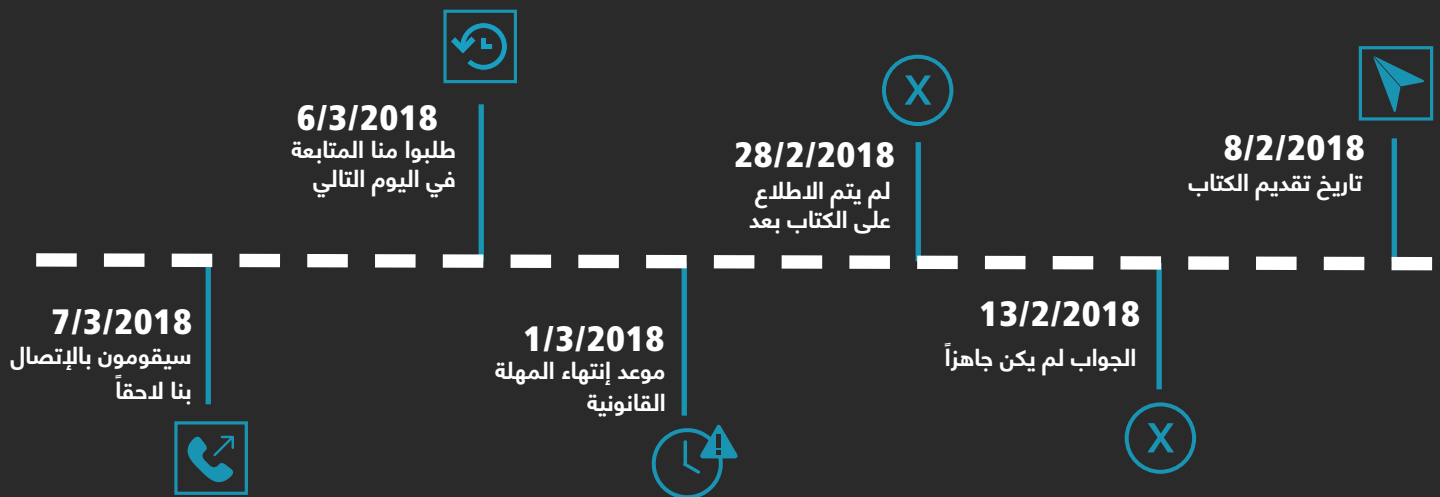 8/2/2018
تاريخ تقديم الكتاب
X
13/2/2018
الجواب لم يكن جاهزاً
X
28/2/2018
لم يتم الاطلاع
على الكتاب بعد
1/3/2018
موعد إنتهاء المهلة
القانونية
6/3/2018
طلبوا منا المتابعة
في اليوم التالي
7/3/2018
سيقومون بالإتصال
بنا لاحقاً